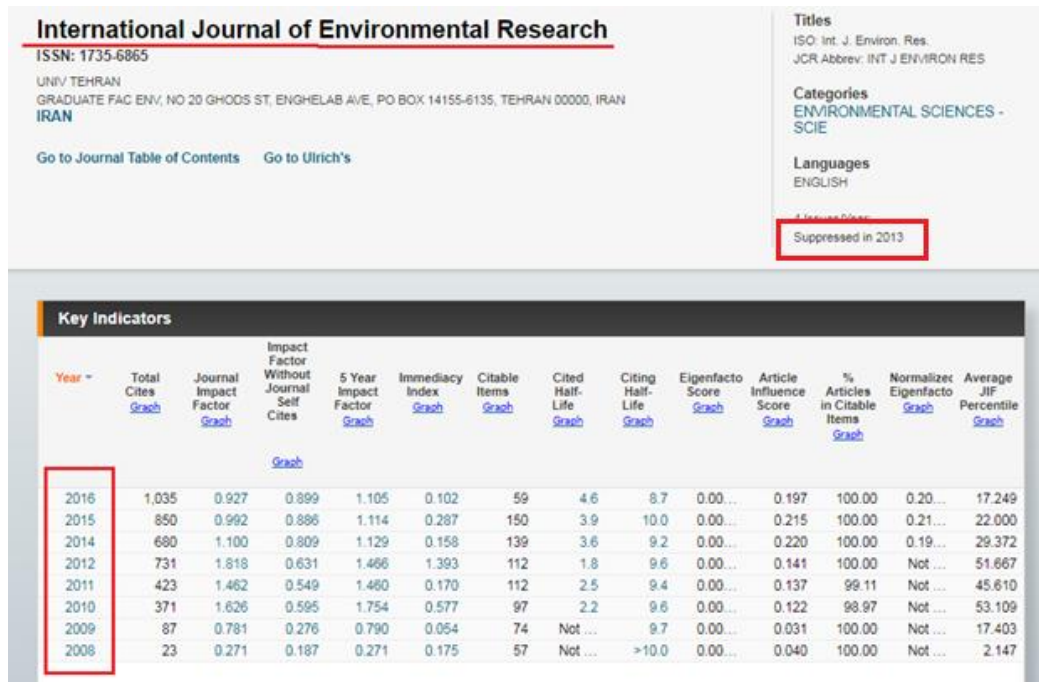 International Journal of Environmental Research
ISSN: 1735-6865
UNIV TEHRAN
GRADUATE FAC ENV, NO 20 GHODS ST, ENGHELAB AVE, PO BOX 14155-6135, TEHRAN 00000, IRAN
IRAN
Go to Journal Table of Contents Go to Ulrich's
Titles
ISO: Int. J. Environ. Res.
JCR Abbrev: INT J ENVIRON RES
Categories
ENVIRONMENTAL SCIENCES -
SCIE
Languages
ENGLISH
4 Issues/Year;
Suppressed in 2013
Key Indicators
Year Total Cites Graph Journal Impact Factor Graph Impact Factor Without Journal Self Cites Graph 5 Year Impact Factor Graph Immediacy Index Graph Citable Items Graph Cited Half-Life Graph Citing Half-Life Graph Eigenfacto Score Graph Article Influence Score Graph % Articles in Citable Items Graph Normalizec Eigenfacto Graph Average JIF Percentile Graph
2016 1,035 0.927 0.899 1.105 0.102 59 4.6 8.7 0.00... 0.197 100.00 0.20... 17.249
2015 850 0.992 0.886 1.114 0.287 150 3.9 10.0 0.00... 0.215 100.00 0.21... 22.000
2014 680 1.100 0.809 1.129 0.158 139 3.6 9.2 0.00... 0.220 100.00 0.19... 29.372
2012 731 1.818 0.631 1.466 1.393 112 1.8 9.6 0.00... 0.141 100.00 Not ... 51.667
2011 423 1.462 0.549 1.460 0.170 112 2.5 9.4 0.00... 0.137 99.11 Not ... 45.610
2010 371 1.626 0.595 1.754 0.577 97 2.2 9.6 0.00... 0.122 98.97 Not ... 53.109
2009 87 0.781 0.276 0.790 0.054 74 Not ... 9.7 0.00... 0.031 100.00 Not ... 17.403
2008 23 0.271 0.187 0.271 0.175 57 Not ... >10.0 0.00... 0.040 100.00 Not ... 2.147